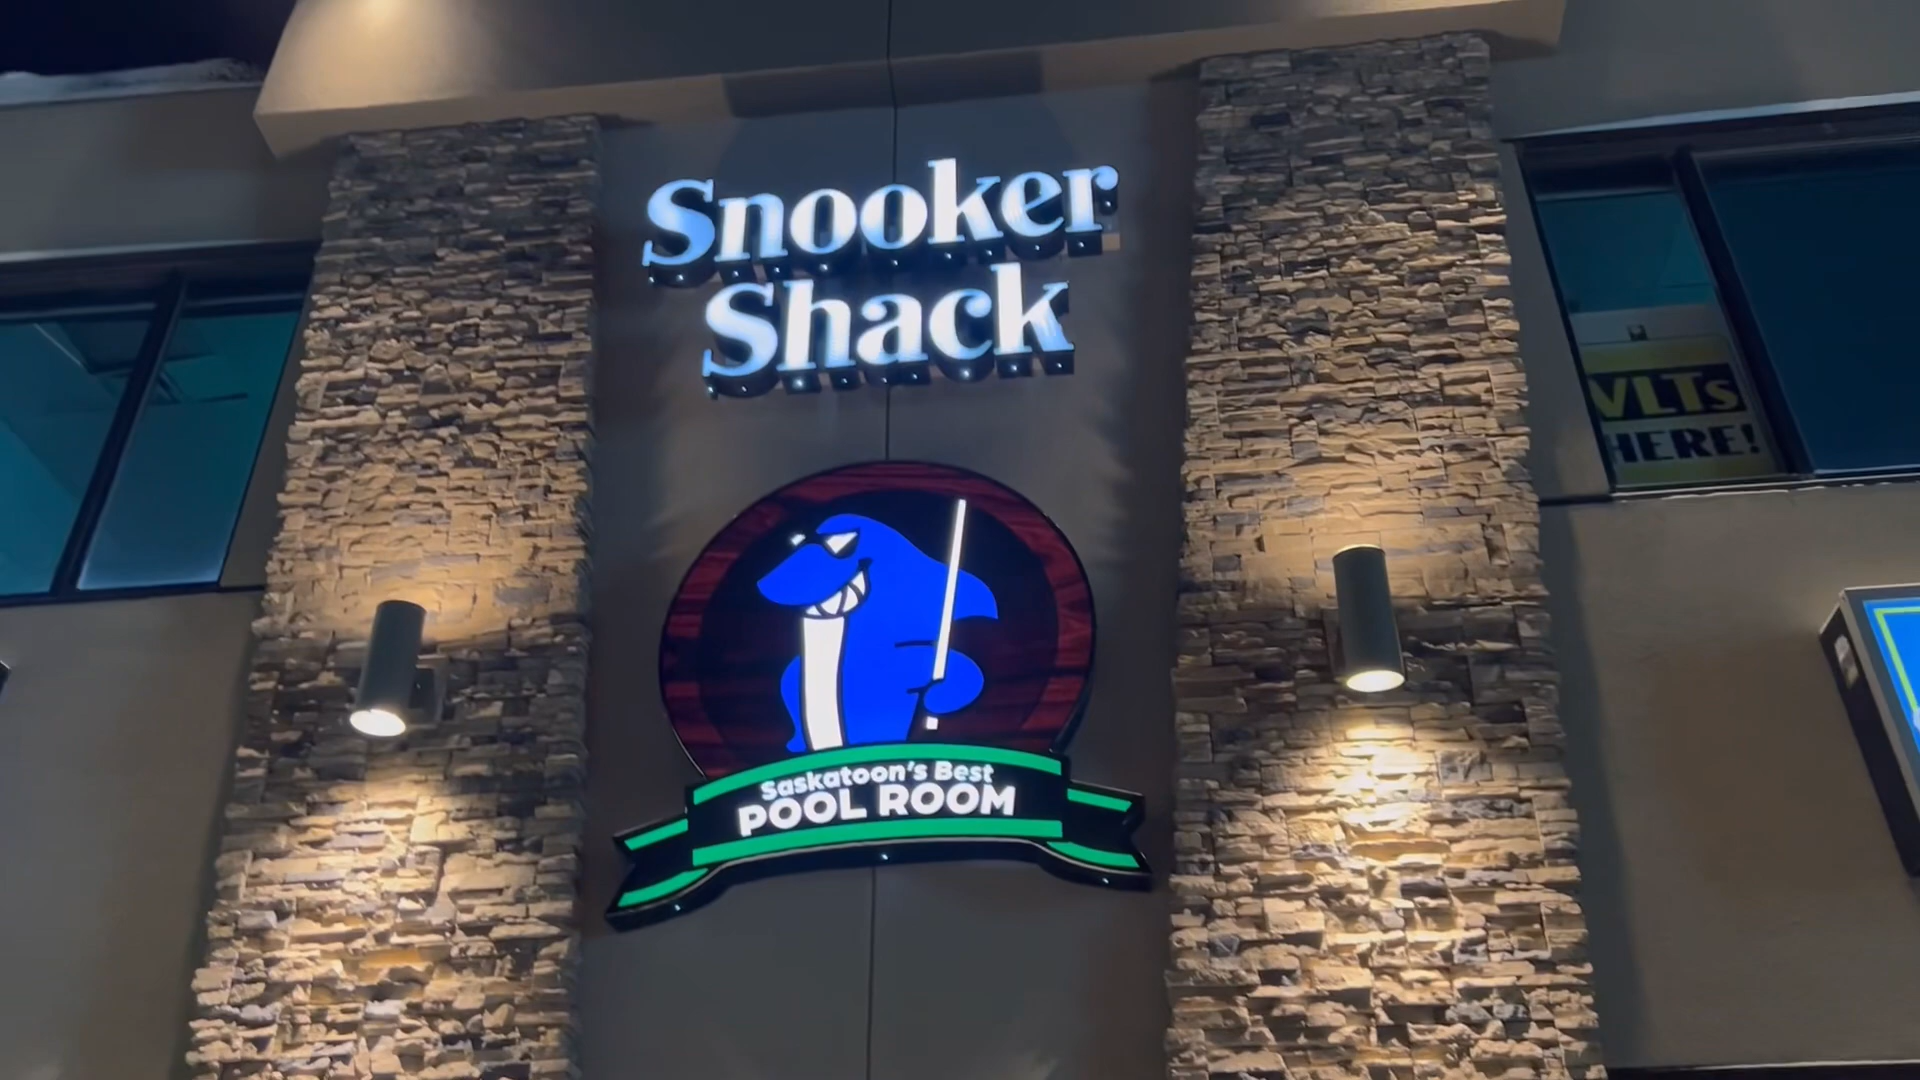 Snooker
Shack
VLTs
HERE!
Saskatoon's Best
POOL ROOM